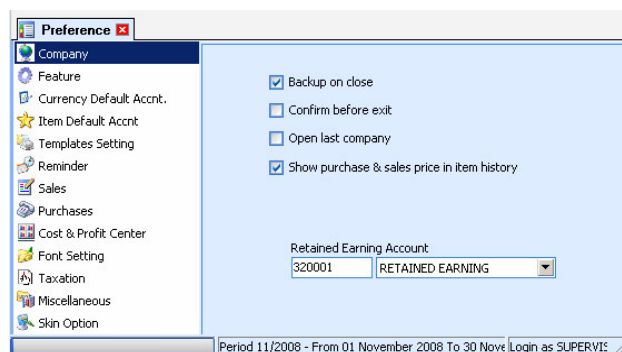 Preference
Company
Feature
Currency Default Accnt.
Item Default Accnt
Templates Setting
Reminder
Sales
Purchases
Cost & Profit Center
Font Setting
Taxation
Miscellaneous
Skin Option
Backup on close
Confirm before exit
Open last company
Show purchase & sales price in item history
Retained Earning Account
320001 RETAINED EARNING
Period 11/2008 - From 01 November 2008 To 30 Nove Login as SUPERVIS